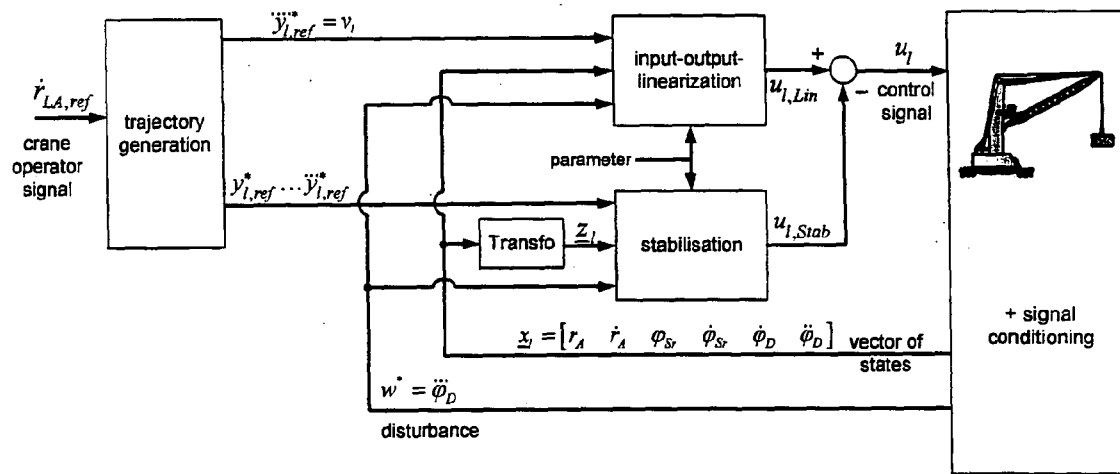 ÿ̈*l,ref = vl
ṙLA,ref
crane
operator
signal
trajectory
generation
input-output-
linearization
+
ul,Lin
ul
−
control
signal
parameter
y*l,ref ... y⃛*l,ref
Transfo
zl
stabilisation
ul,Stab
+ signal
conditioning
xl = [rA ṙA φSr φ̇Sr φ̇D φ̈D]
vector of
states
w* = φ⃛D
disturbance